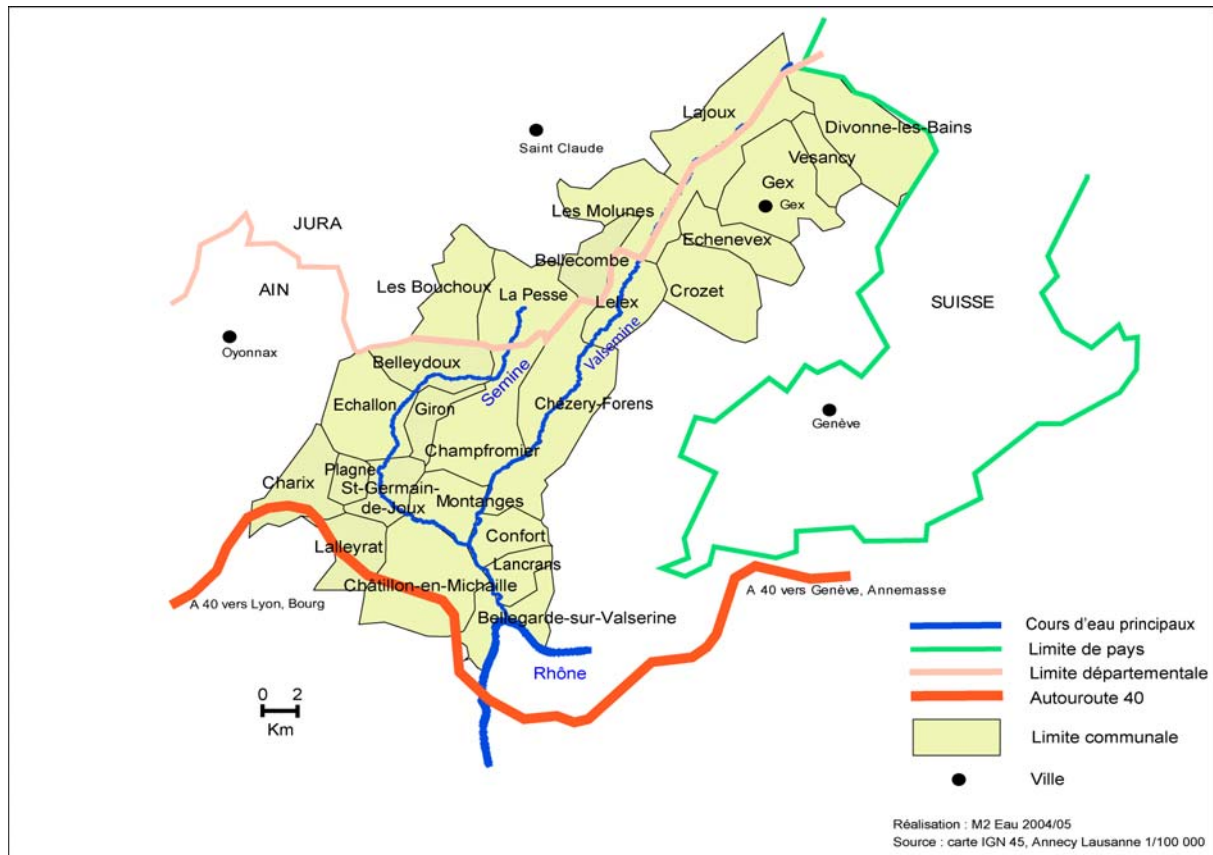 Lajoux
Divonne-les-Bains
Saint Claude
Vesancy
Gex
Gex
Les Molunes
JURA
Echenevex
Bellecombe
AIN
Les Bouchoux
La Pesse
Lelex
Crozet
SUISSE
Oyonnax
Belleydoux
Semine
Valsemine
Echallon
Giron
Chézery-Forens
Genève
Champfromier
Plagne
Charix
St-Germain-
de-Joux
Montanges
Confort
Lalleyrat
Lancrans
Châtillon-en-Michaille
A 40 vers Lyon, Bourg
A 40 vers Genève, Annemasse
Bellegarde-sur-Valserine
Rhône
0 2
Km
Cours d'eau principaux
Limite de pays
Limite départementale
Autouroute 40
Limite communale
Ville
Réalisation : M2 Eau 2004/05
Source : carte IGN 45, Annecy Lausanne 1/100 000